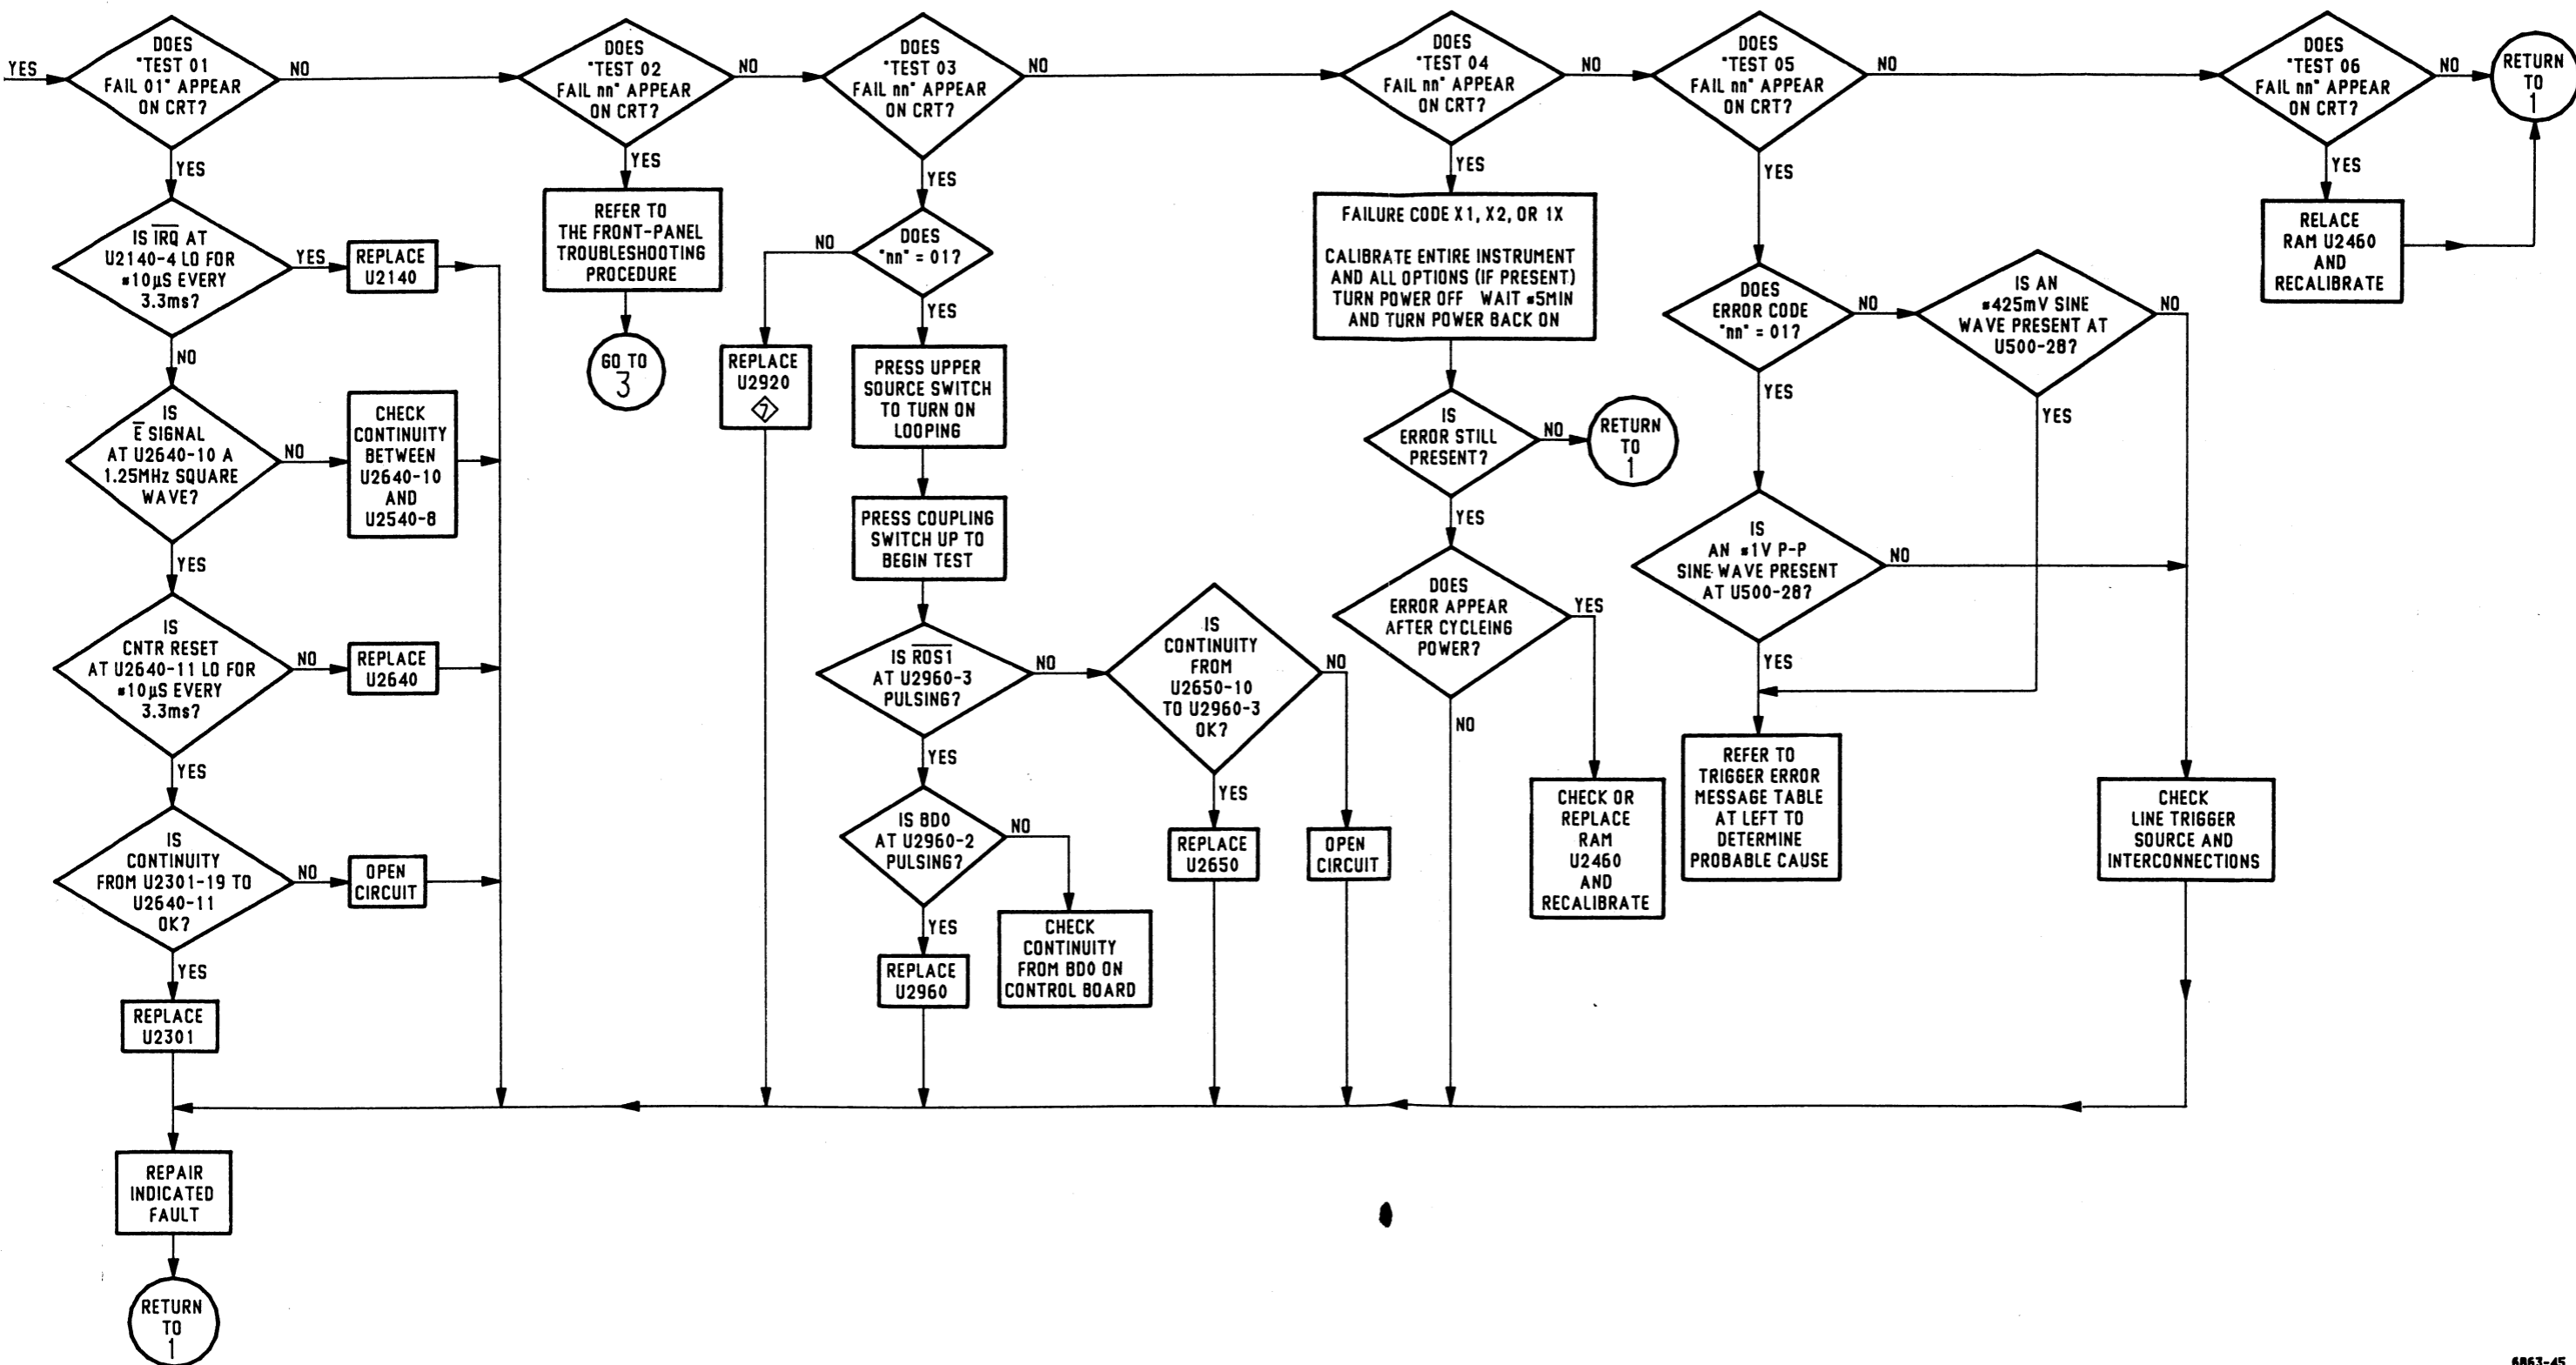 YES
DOES
"TEST 01
FAIL 01" APPEAR
ON CRT?
NO
YES
IS I̅R̅Q̅ AT
U2140-4 LO FOR
≈10µS EVERY
3.3ms?
YES
REPLACE
U2140
NO
IS
E̅ SIGNAL
AT U2640-10 A
1.25MHz SQUARE
WAVE?
NO
CHECK
CONTINUITY
BETWEEN
U2640-10
AND
U2540-8
YES
IS
CNTR RESET
AT U2640-11 LO FOR
≈10µS EVERY
3.3ms?
NO
REPLACE
U2640
YES
IS
CONTINUITY
FROM U2301-19 TO
U2640-11
OK?
NO
OPEN
CIRCUIT
YES
REPLACE
U2301
REPAIR
INDICATED
FAULT
RETURN
TO
1
DOES
"TEST 02
FAIL nn" APPEAR
ON CRT?
NO
YES
REFER TO
THE FRONT-PANEL
TROUBLESHOOTING
PROCEDURE
GO TO
3
DOES
"TEST 03
FAIL nn" APPEAR
ON CRT?
NO
YES
DOES
"nn" = 01?
NO
REPLACE
U2920
7
YES
PRESS UPPER
SOURCE SWITCH
TO TURN ON
LOOPING
PRESS COUPLING
SWITCH UP TO
BEGIN TEST
IS R̅O̅S̅1̅
AT U2960-3
PULSING?
NO
IS
CONTINUITY
FROM
U2650-10
TO U2960-3
OK?
NO
OPEN
CIRCUIT
YES
REPLACE
U2650
YES
IS BD0
AT U2960-2
PULSING?
NO
CHECK
CONTINUITY
FROM BD0 ON
CONTROL BOARD
YES
REPLACE
U2960
DOES
"TEST 04
FAIL nn" APPEAR
ON CRT?
NO
YES
FAILURE CODE X1, X2, OR 1X
CALIBRATE ENTIRE INSTRUMENT
AND ALL OPTIONS (IF PRESENT)
TURN POWER OFF WAIT ≈5MIN
AND TURN POWER BACK ON
IS
ERROR STILL
PRESENT?
NO
RETURN
TO
1
YES
DOES
ERROR APPEAR
AFTER CYCLEING
POWER?
YES
CHECK OR
REPLACE
RAM
U2460
AND
RECALIBRATE
NO
DOES
"TEST 05
FAIL nn" APPEAR
ON CRT?
NO
YES
DOES
ERROR CODE
"nn" = 01?
NO
IS AN
≈425mV SINE
WAVE PRESENT AT
U500-28?
NO
YES
YES
IS
AN ≈1V P-P
SINE WAVE PRESENT
AT U500-28?
NO
YES
REFER TO
TRIGGER ERROR
MESSAGE TABLE
AT LEFT TO
DETERMINE
PROBABLE CAUSE
CHECK
LINE TRIGGER
SOURCE AND
INTERCONNECTIONS
DOES
"TEST 06
FAIL nn" APPEAR
ON CRT?
NO
RETURN
TO
1
YES
RELACE
RAM U2460
AND
RECALIBRATE
6863-45